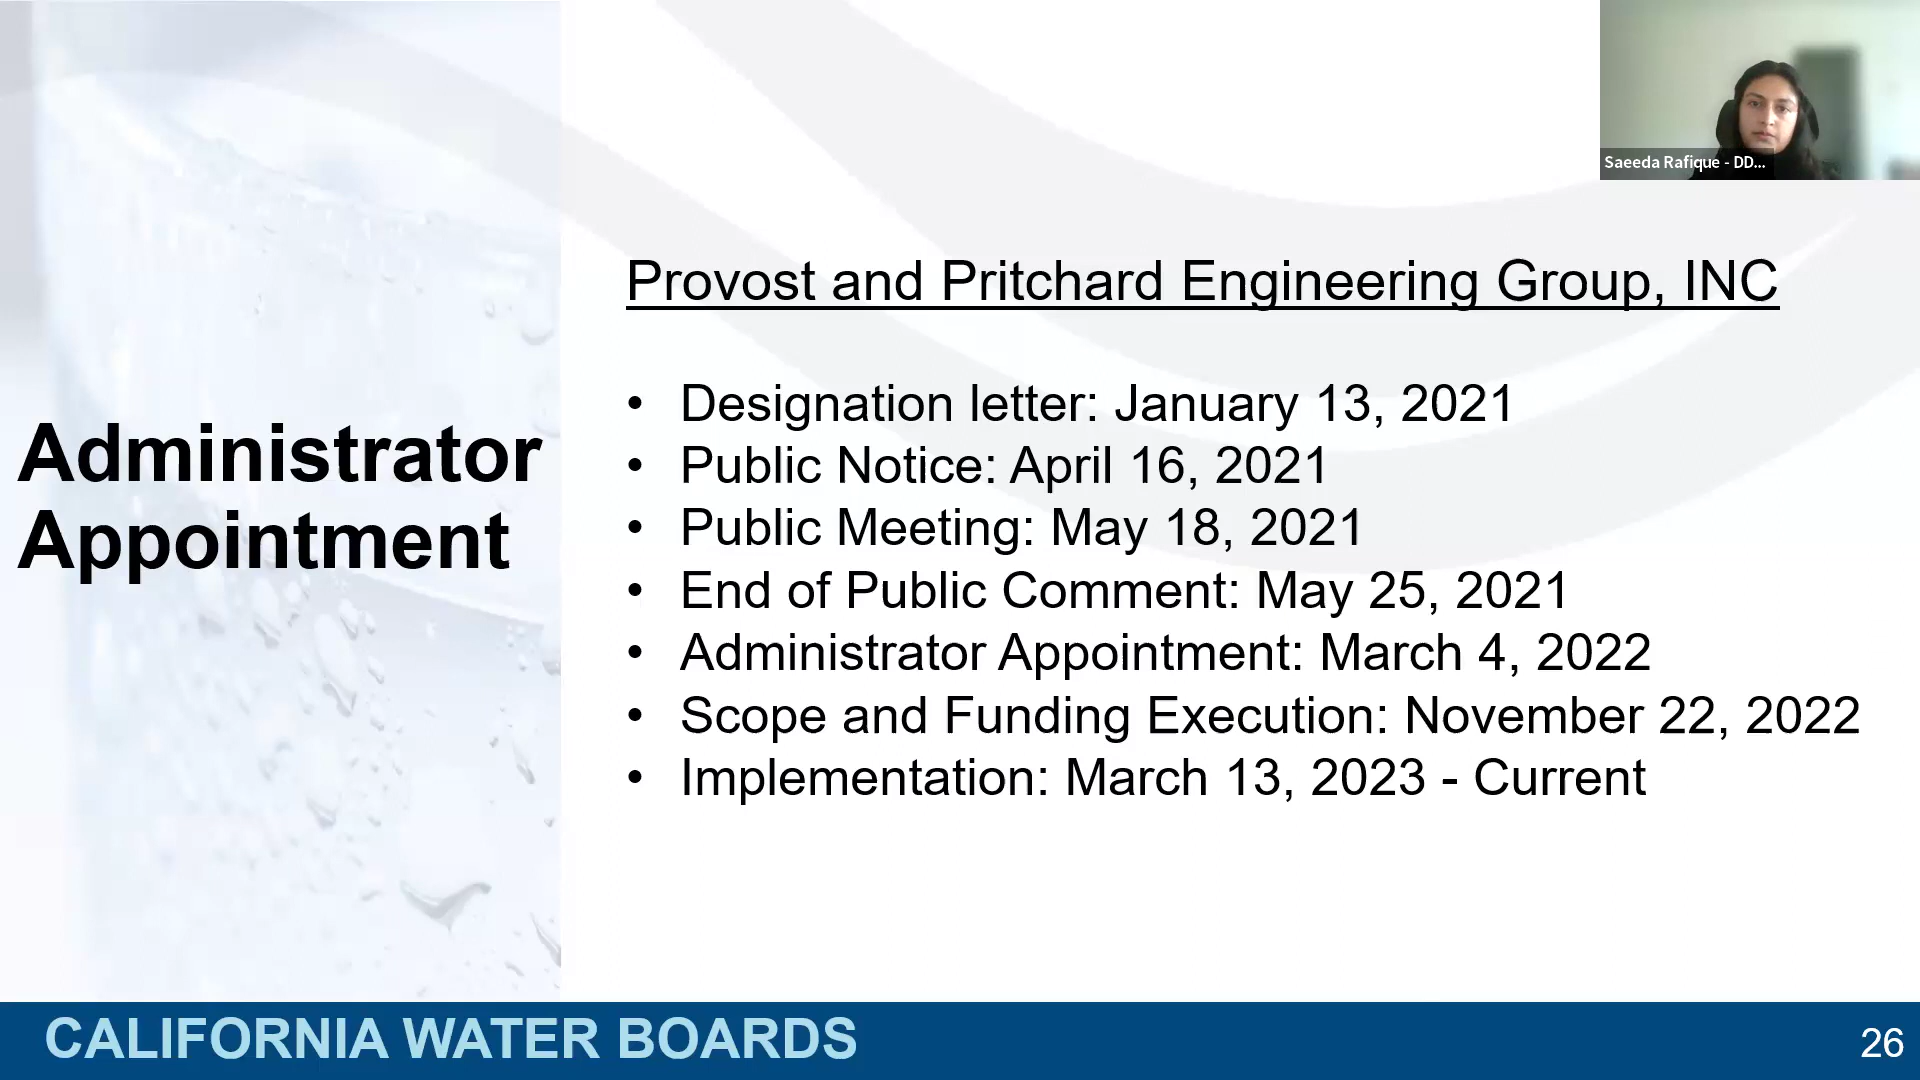 Saeeda Rafique - DD...
Administrator
Appointment
Provost and Pritchard Engineering Group, INC
• Designation letter: January 13, 2021
• Public Notice: April 16, 2021
• Public Meeting: May 18, 2021
• End of Public Comment: May 25, 2021
• Administrator Appointment: March 4, 2022
• Scope and Funding Execution: November 22, 2022
• Implementation: March 13, 2023 - Current
CALIFORNIA WATER BOARDS
26